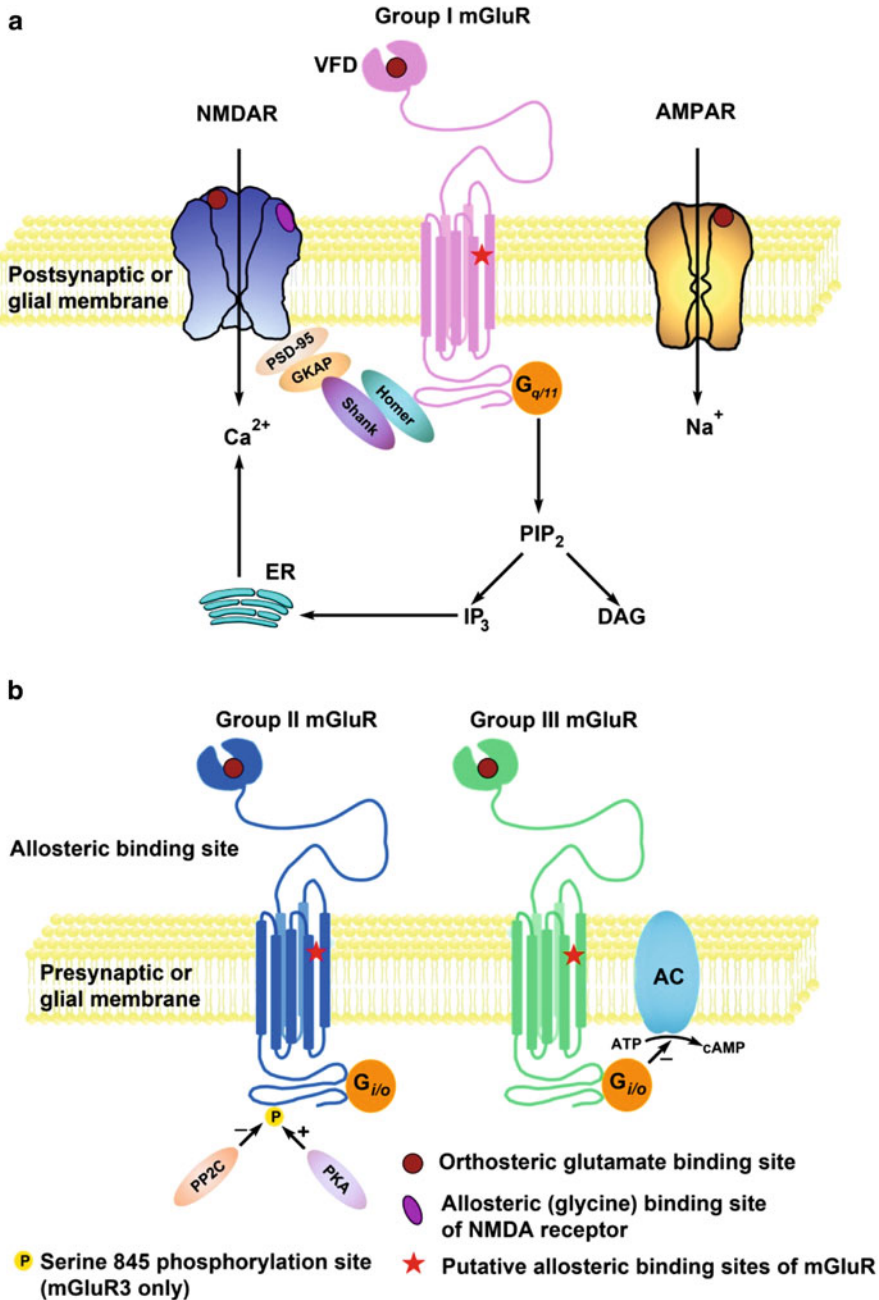 a
Group I mGluR
VFD
NMDAR
AMPAR
Postsynaptic or
glial membrane
PSD-95
GKAP
Shank
Homer
Gq/11
Ca2+
Na+
PIP2
ER
IP3
DAG
b
Group II mGluR
Group III mGluR
Allosteric binding site
Presynaptic or
glial membrane
AC
ATP
cAMP
–
Gi/o
Gi/o
P
–
+
PP2C
PKA
Orthosteric glutamate binding site
Allosteric (glycine) binding site
of NMDA receptor
P Serine 845 phosphorylation site
(mGluR3 only)
Putative allosteric binding sites of mGluR